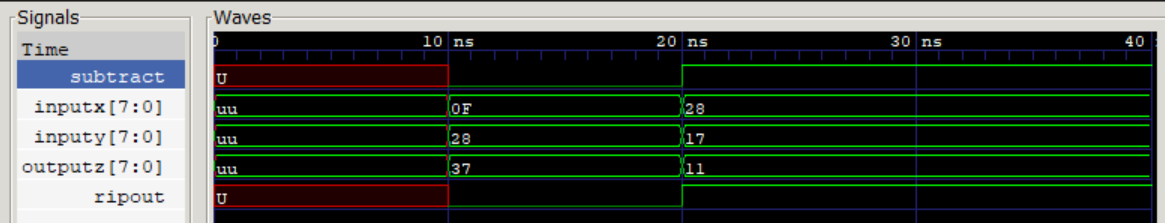 Signals Waves
Time 0 10 ns 20 ns 30 ns 40
subtract U
inputx[7:0] uu 0F 28
inputy[7:0] uu 28 17
outputz[7:0] uu 37 11
ripout U